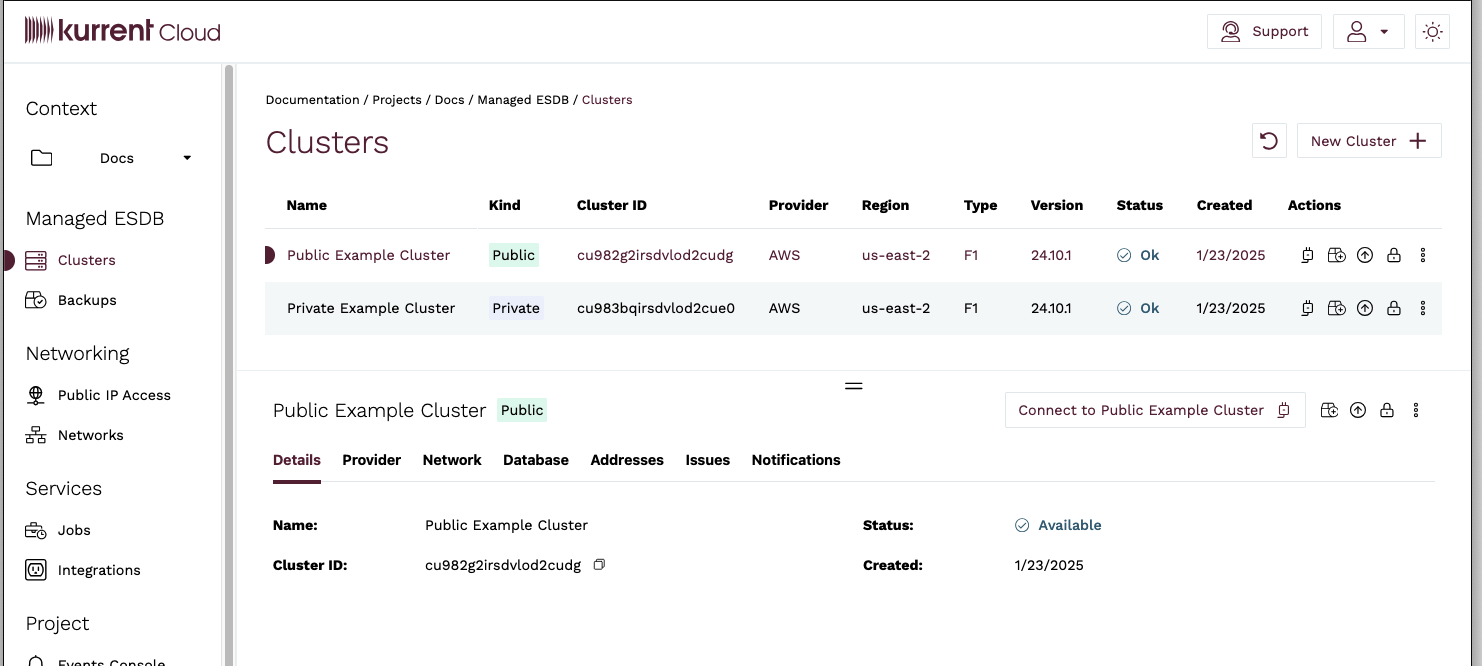 kurrent Cloud
Support
Context
Docs
Managed ESDB
Clusters
Backups
Networking
Public IP Access
Networks
Services
Jobs
Integrations
Project
Events Console
Documentation / Projects / Docs / Managed ESDB / Clusters
Clusters
New Cluster
Name Kind Cluster ID Provider Region Type Version Status Created Actions
Public Example Cluster Public cu982g2irsdvlod2cudg AWS us-east-2 F1 24.10.1 Ok 1/23/2025
Private Example Cluster Private cu983bqirsdvlod2cue0 AWS us-east-2 F1 24.10.1 Ok 1/23/2025
Public Example Cluster Public
Connect to Public Example Cluster
Details Provider Network Database Addresses Issues Notifications
Name: Public Example Cluster Status: Available
Cluster ID: cu982g2irsdvlod2cudg Created: 1/23/2025